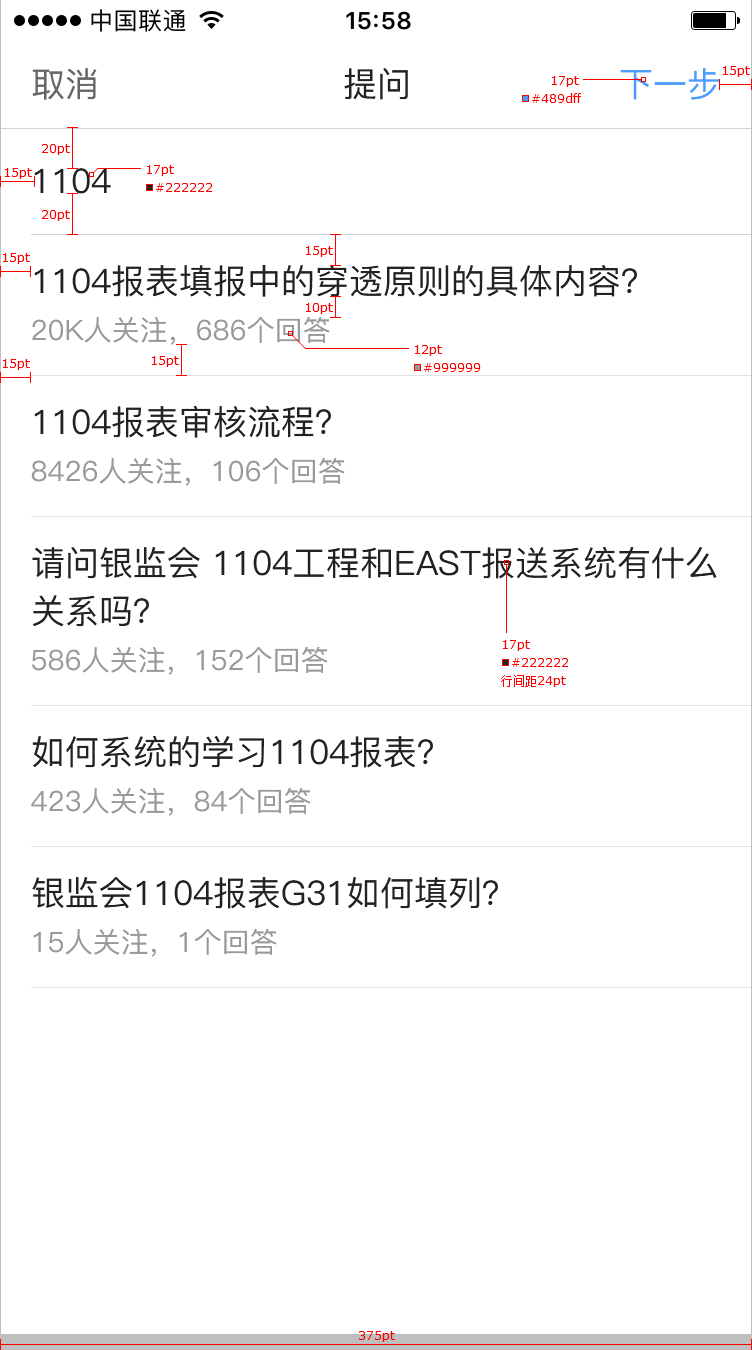 中国联通 15:58
取消 提问 下一步
17pt
#489dff
15pt
20pt
15pt
1104
17pt
#222222
20pt
15pt
15pt
1104报表填报中的穿透原则的具体内容?
10pt
20K人关注，686个回答
12pt
#999999
15pt
15pt
1104报表审核流程?
8426人关注，106个回答
请问银监会 1104工程和EAST报送系统有什么
关系吗?
586人关注，152个回答
17pt
#222222
行间距24pt
如何系统的学习1104报表?
423人关注，84个回答
银监会1104报表G31如何填列?
15人关注，1个回答
375pt